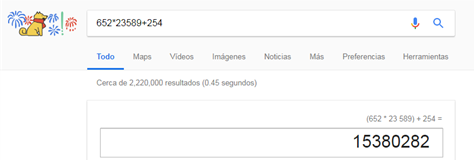 652*23589+254
Todo Maps Vídeos Imágenes Noticias Más Preferencias Herramientas
Cerca de 2,220,000 resultados (0.45 segundos)
(652 * 23 589) + 254 =
15380282